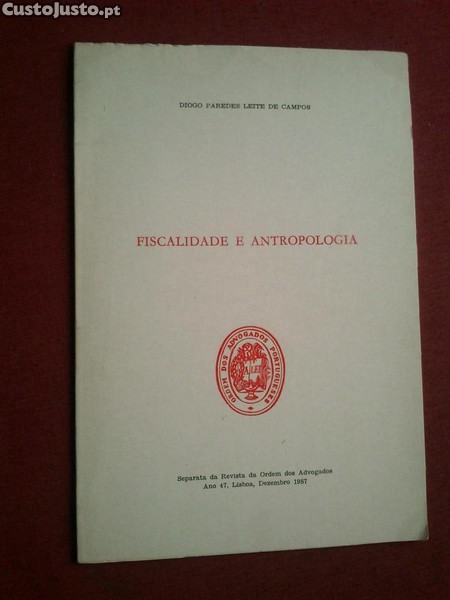 CustoJusto.pt
DIOGO PAREDES LEITE DE CAMPOS
FISCALIDADE E ANTROPOLOGIA
ORDEM DOS ADVOGADOS PORTUGUESES
Separata da Revista da Ordem dos Advogados
Ano 47, Lisboa, Dezembro 1987